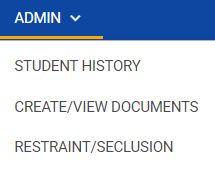 ADMIN
STUDENT HISTORY
CREATE/VIEW DOCUMENTS
RESTRAINT/SECLUSION